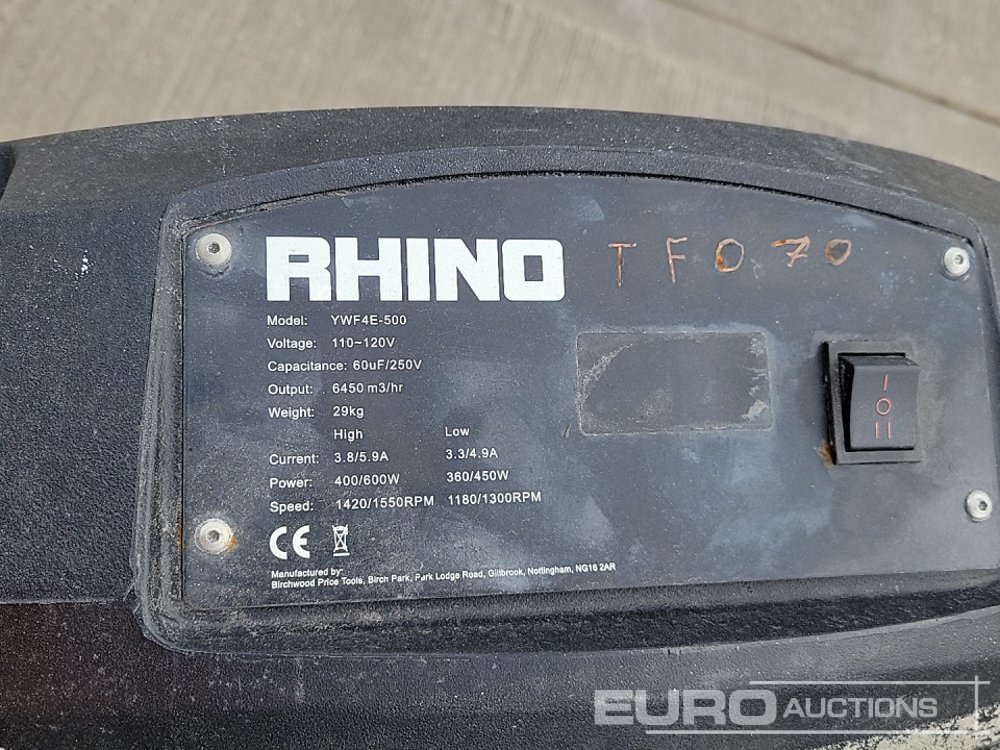 RHINO TF070
Model: YWF4E-500
Voltage: 110~120V
Capacitance: 60uF/250V
Output: 6450 m3/hr
Weight: 29kg
High Low
Current: 3.8/5.9A 3.3/4.9A
Power: 400/600W 360/450W
Speed: 1420/1550RPM 1180/1300RPM
CE
Manufactured by:
Birchwood Price Tools, Birch Park, Park Lodge Road, Giltbrook, Nottingham, NG16 2AR
I
O
II
EURO AUCTIONS